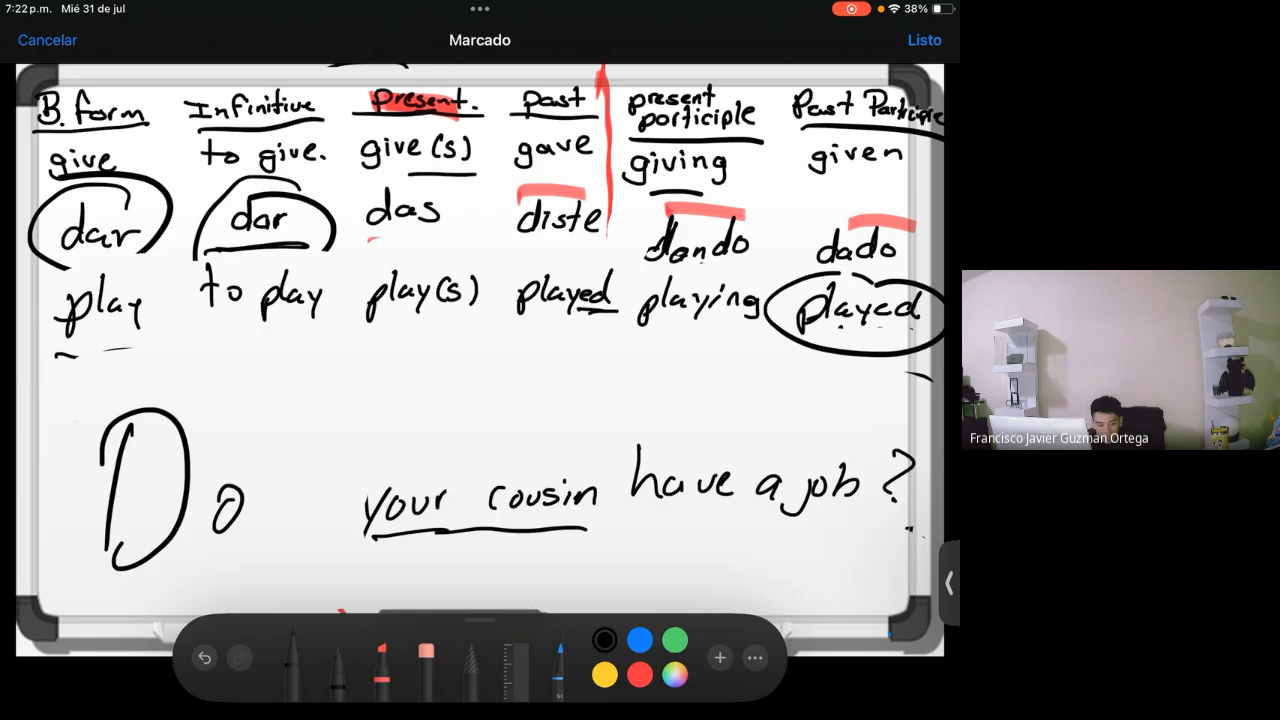 7:22 p.m. Mié 31 de jul
38%
Cancelar
Marcado
Listo
B. form Infinitive present. past present participle Past Participle
give to give. give(s) gave giving given
dar dar das diste dando dado
play to play play(s) played playing played
Do your cousin have a job?
Francisco Javier Guzman Ortega